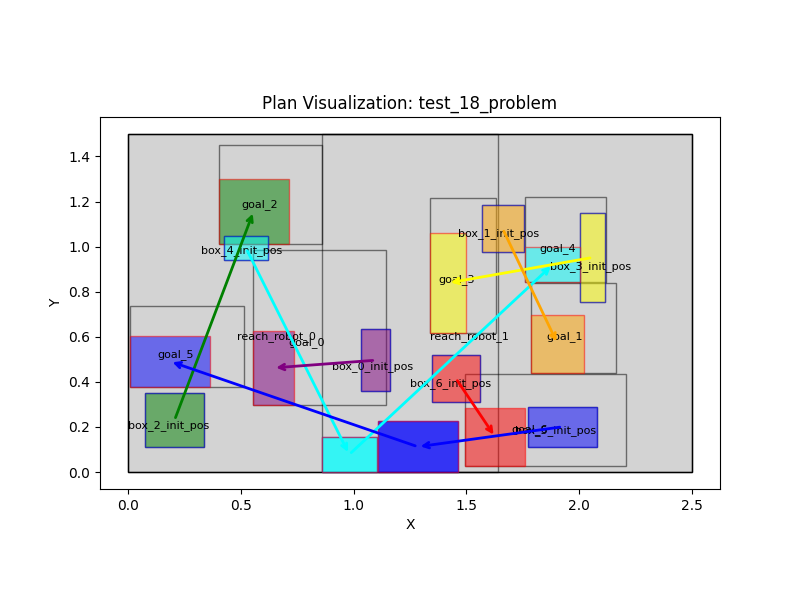 Plan Visualization: test_18_problem
Y
1.4
1.2
1.0
0.8
0.6
0.4
0.2
0.0
goal_2
box_4_init_pos
box_1_init_pos
goal_4
box_3_init_pos
goal_3
reach_robot_0
goal_0
reach_robot_1
goal_1
goal_5
box_0_init_pos
box_6_init_pos
box_2_init_pos
goal_6
box_5_init_pos
0.0
0.5
1.0
1.5
2.0
2.5
X